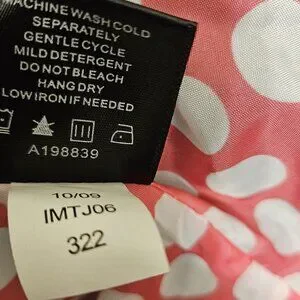 MACHINE WASH COLD
SEPARATELY
GENTLE CYCLE
MILD DETERGENT
DO NOT BLEACH
HANG DRY
LOW IRON IF NEEDED
A198839
10/09
IMTJ06
322